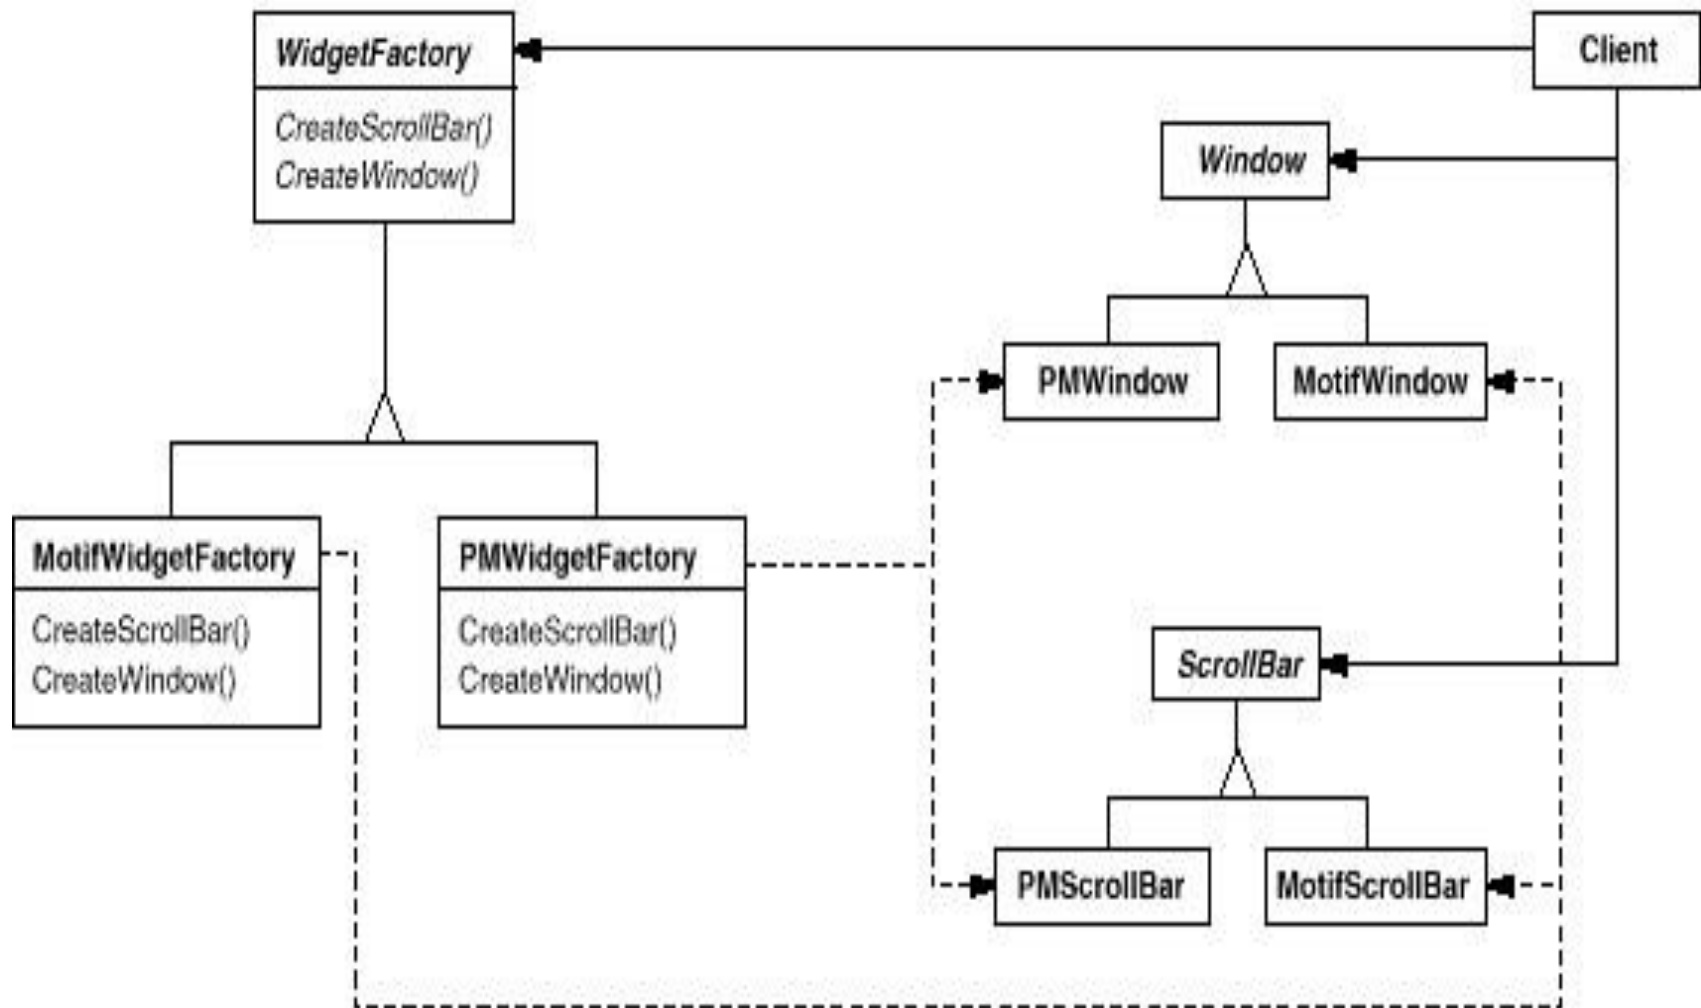 WidgetFactory
CreateScrollBar()
CreateWindow()
Client
Window
PMWindow
MotifWindow
MotifWidgetFactory
CreateScrollBar()
CreateWindow()
PMWidgetFactory
CreateScrollBar()
CreateWindow()
ScrollBar
PMScrollBar
MotifScrollBar